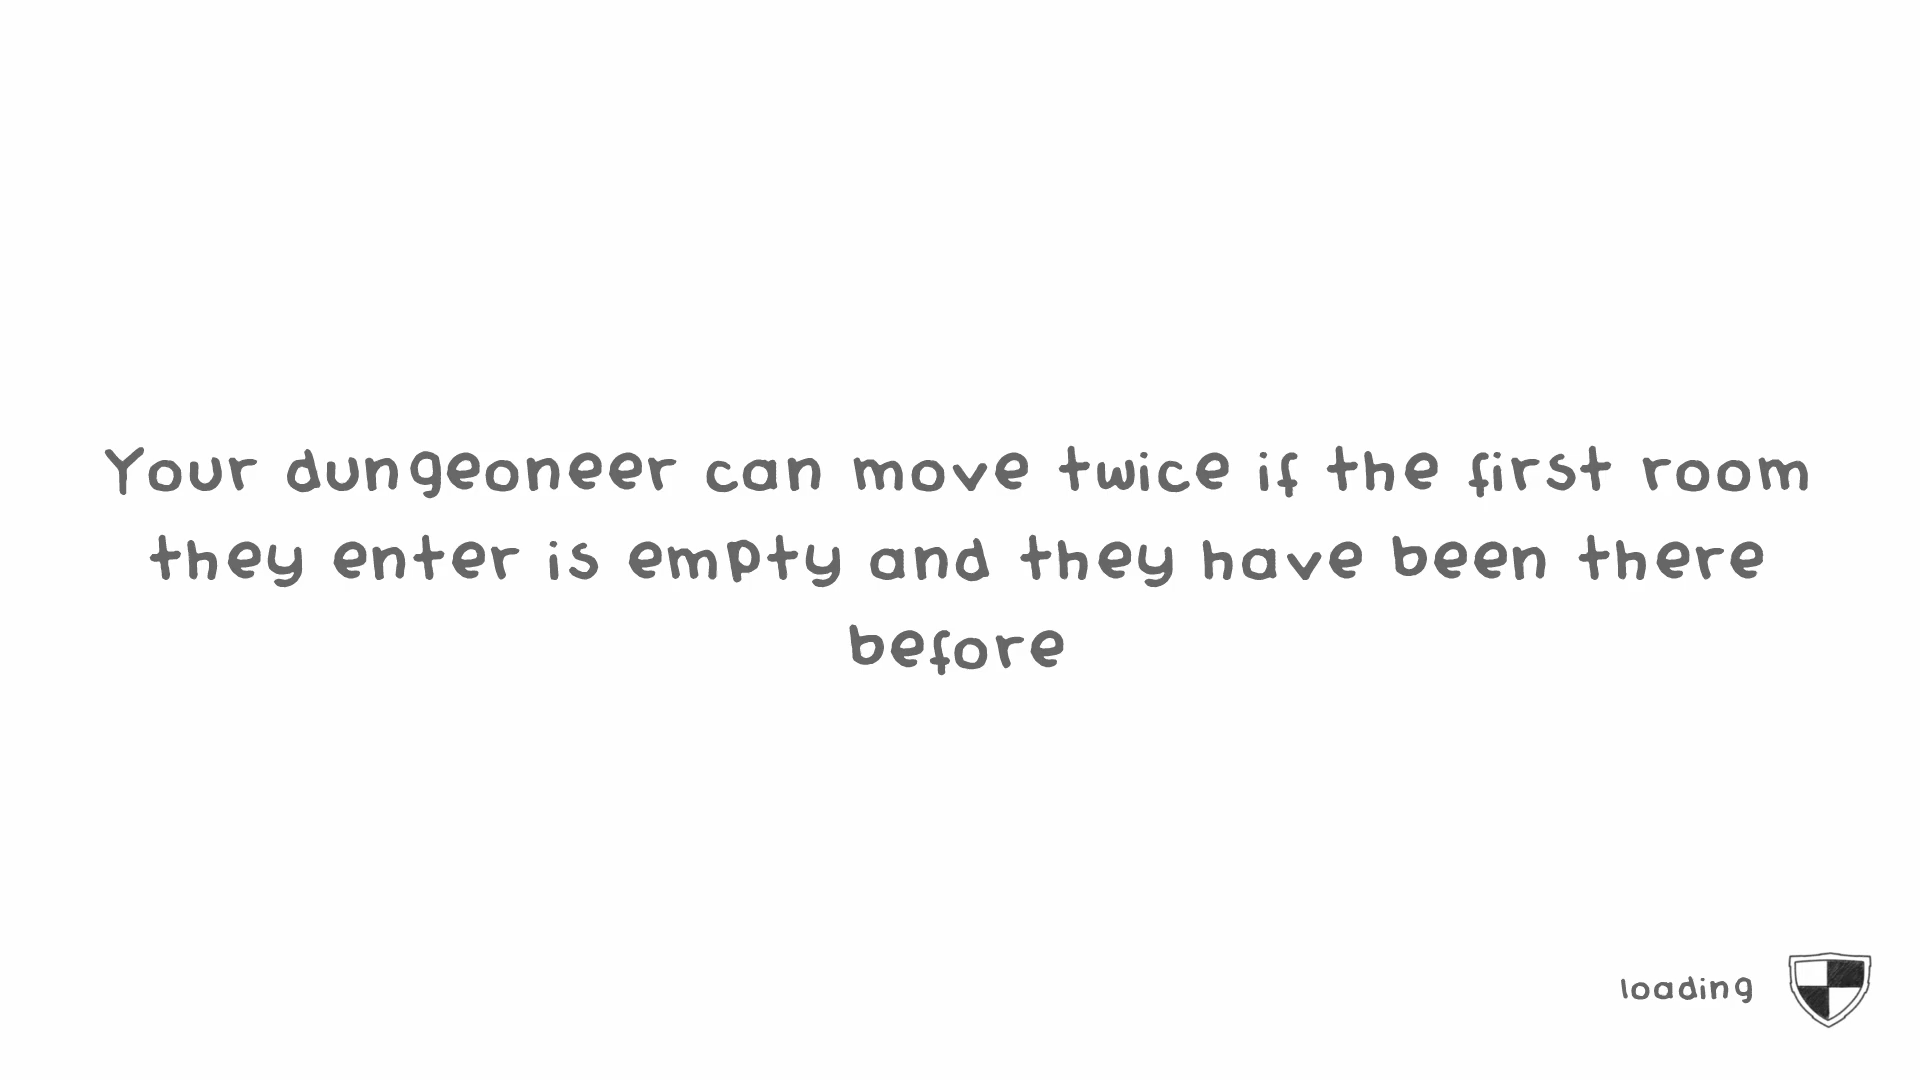 Your dungeoneer can move twice if the first room
they enter is empty and they have been there
before
loading